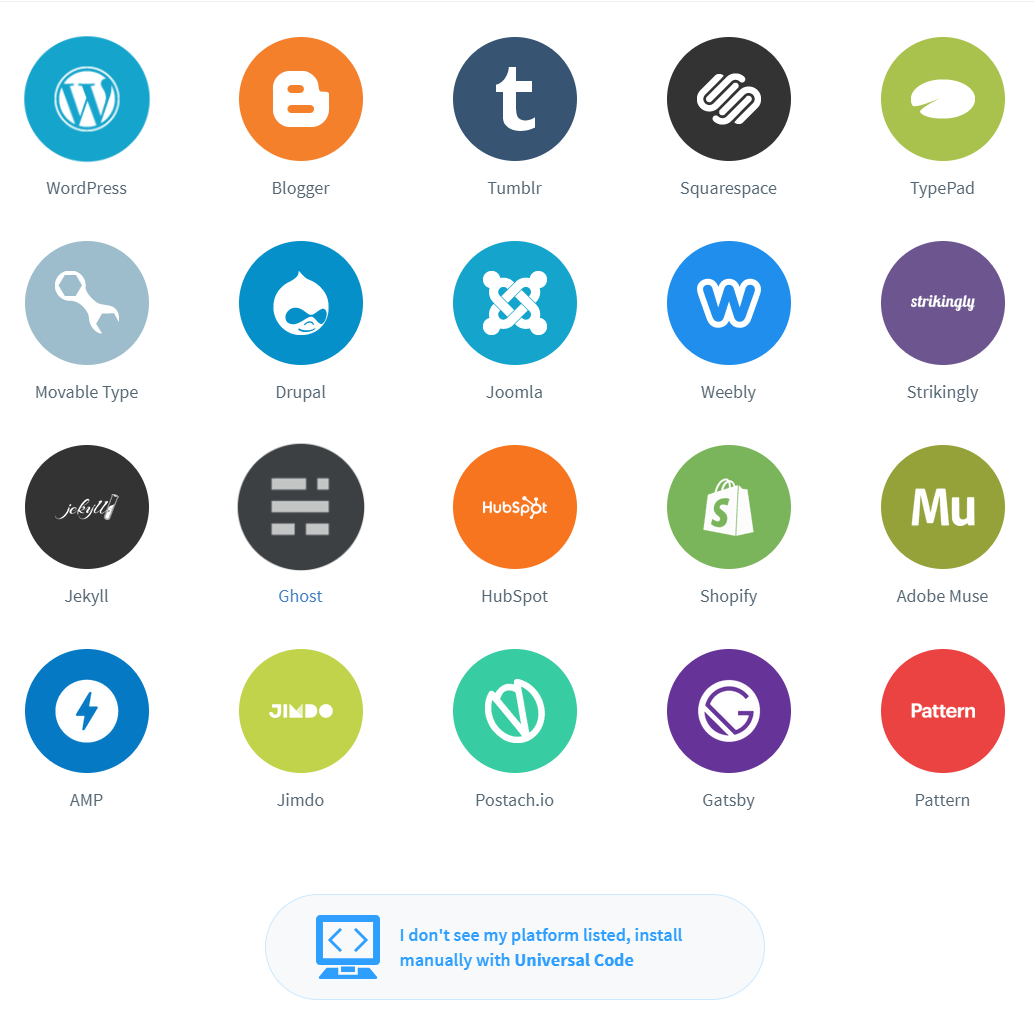 WordPress
Blogger
Tumblr
Squarespace
TypePad
strikingly
Movable Type
Drupal
Joomla
Weebly
Strikingly
jekyll
HubSpot
Mu
Jekyll
Ghost
HubSpot
Shopify
Adobe Muse
JIMDO
Pattern
AMP
Jimdo
Postach.io
Gatsby
Pattern
I don't see my platform listed, install
manually with Universal Code